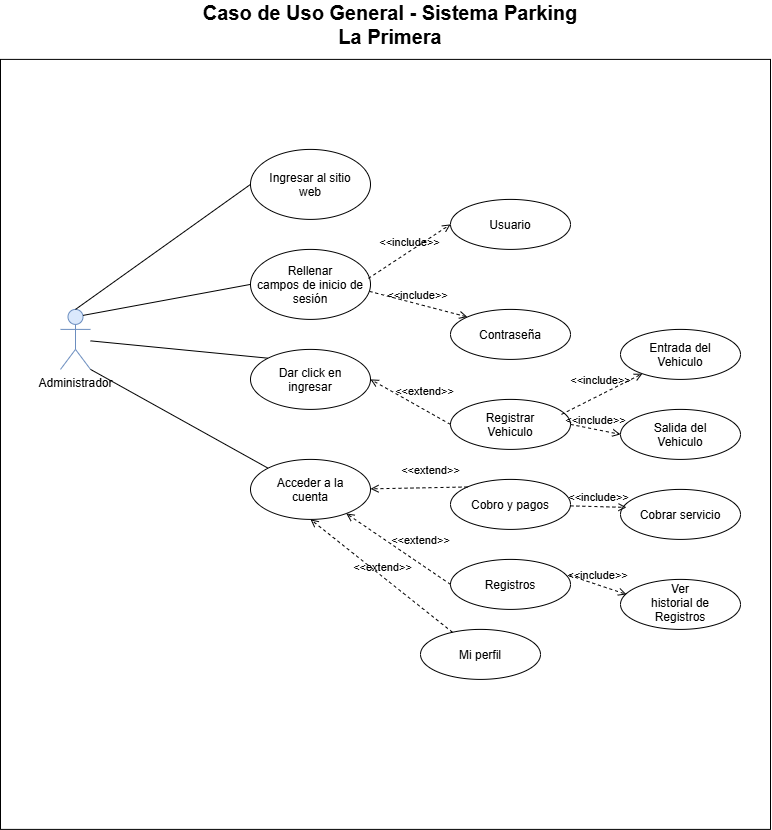 Caso de Uso General - Sistema Parking
La Primera
Ingresar al sitio
web
Usuario
<<include>>
Rellenar
campos de inicio de
sesión
<<include>>
Contraseña
Administrador
Dar click en
ingresar
<<extend>>
Registrar
Vehiculo
<<include>>
Entrada del
Vehiculo
<<include>>
Salida del
Vehiculo
Acceder a la
cuenta
<<extend>>
Cobro y pagos
<<include>>
Cobrar servicio
<<extend>>
Registros
<<include>>
Ver
historial de
Registros
<<extend>>
Mi perfil